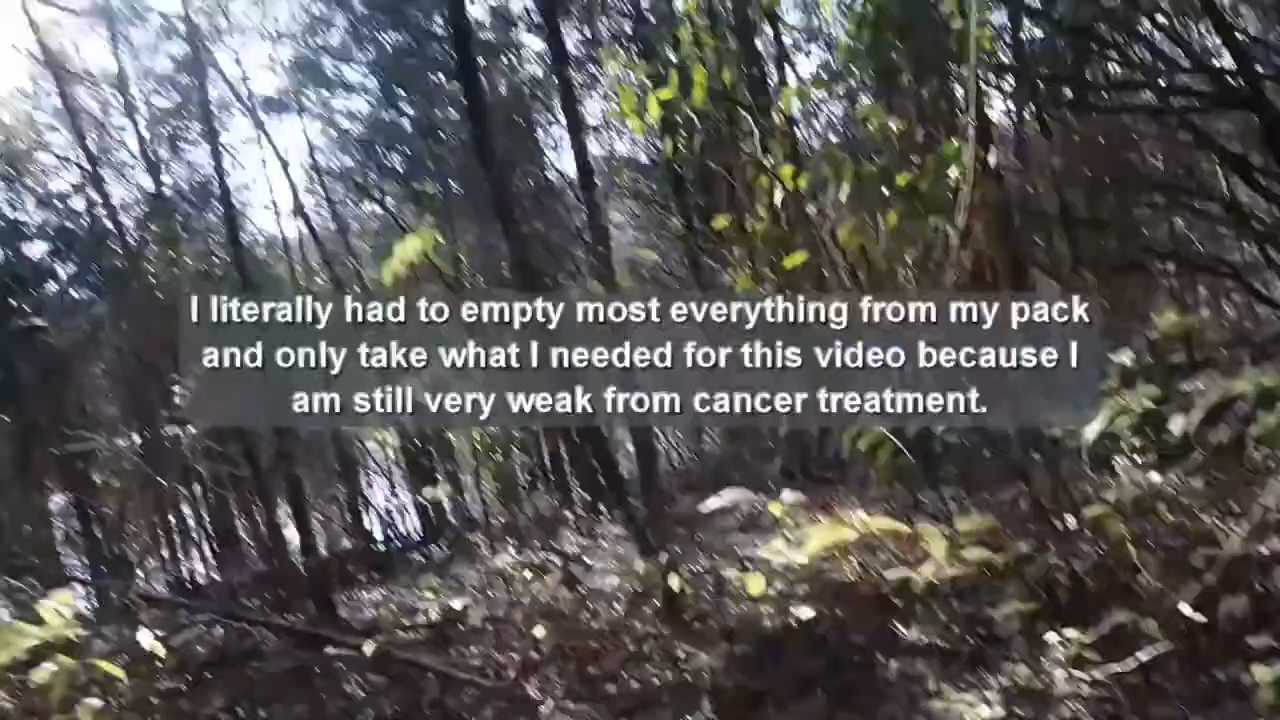 I literally had to empty most everything from my pack
and only take what I needed for this video because I
am still very weak from cancer treatment.